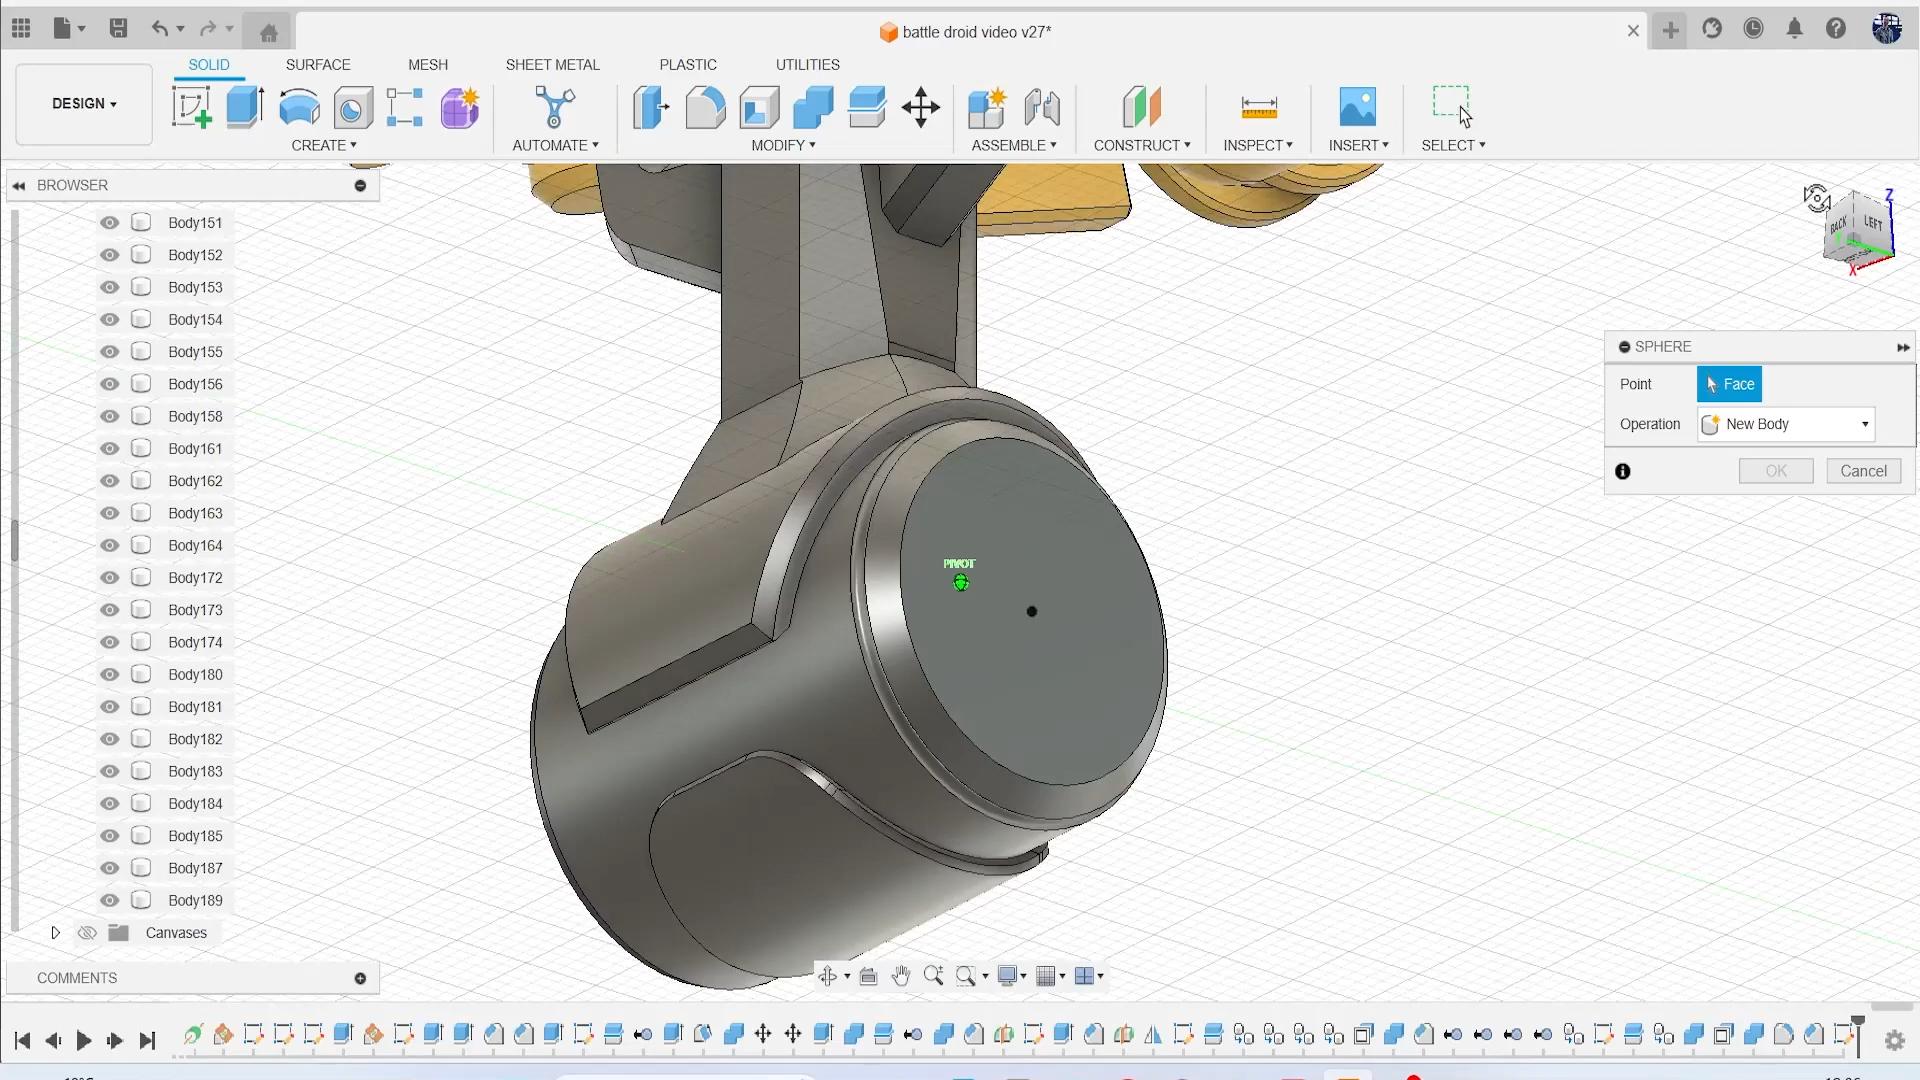 battle droid video v27*
SOLID
SURFACE
MESH
SHEET METAL
PLASTIC
UTILITIES
DESIGN
CREATE
AUTOMATE
MODIFY
ASSEMBLE
CONSTRUCT
INSPECT
INSERT
SELECT
BROWSER
Body151
Body152
Body153
Body154
Body155
Body156
Body158
Body161
Body162
Body163
Body164
Body172
Body173
Body174
Body180
Body181
Body182
Body183
Body184
Body185
Body187
Body189
Canvases
COMMENTS
PIVOT
Z
BACK
LEFT
X
SPHERE
Point
Face
Operation
New Body
OK
Cancel